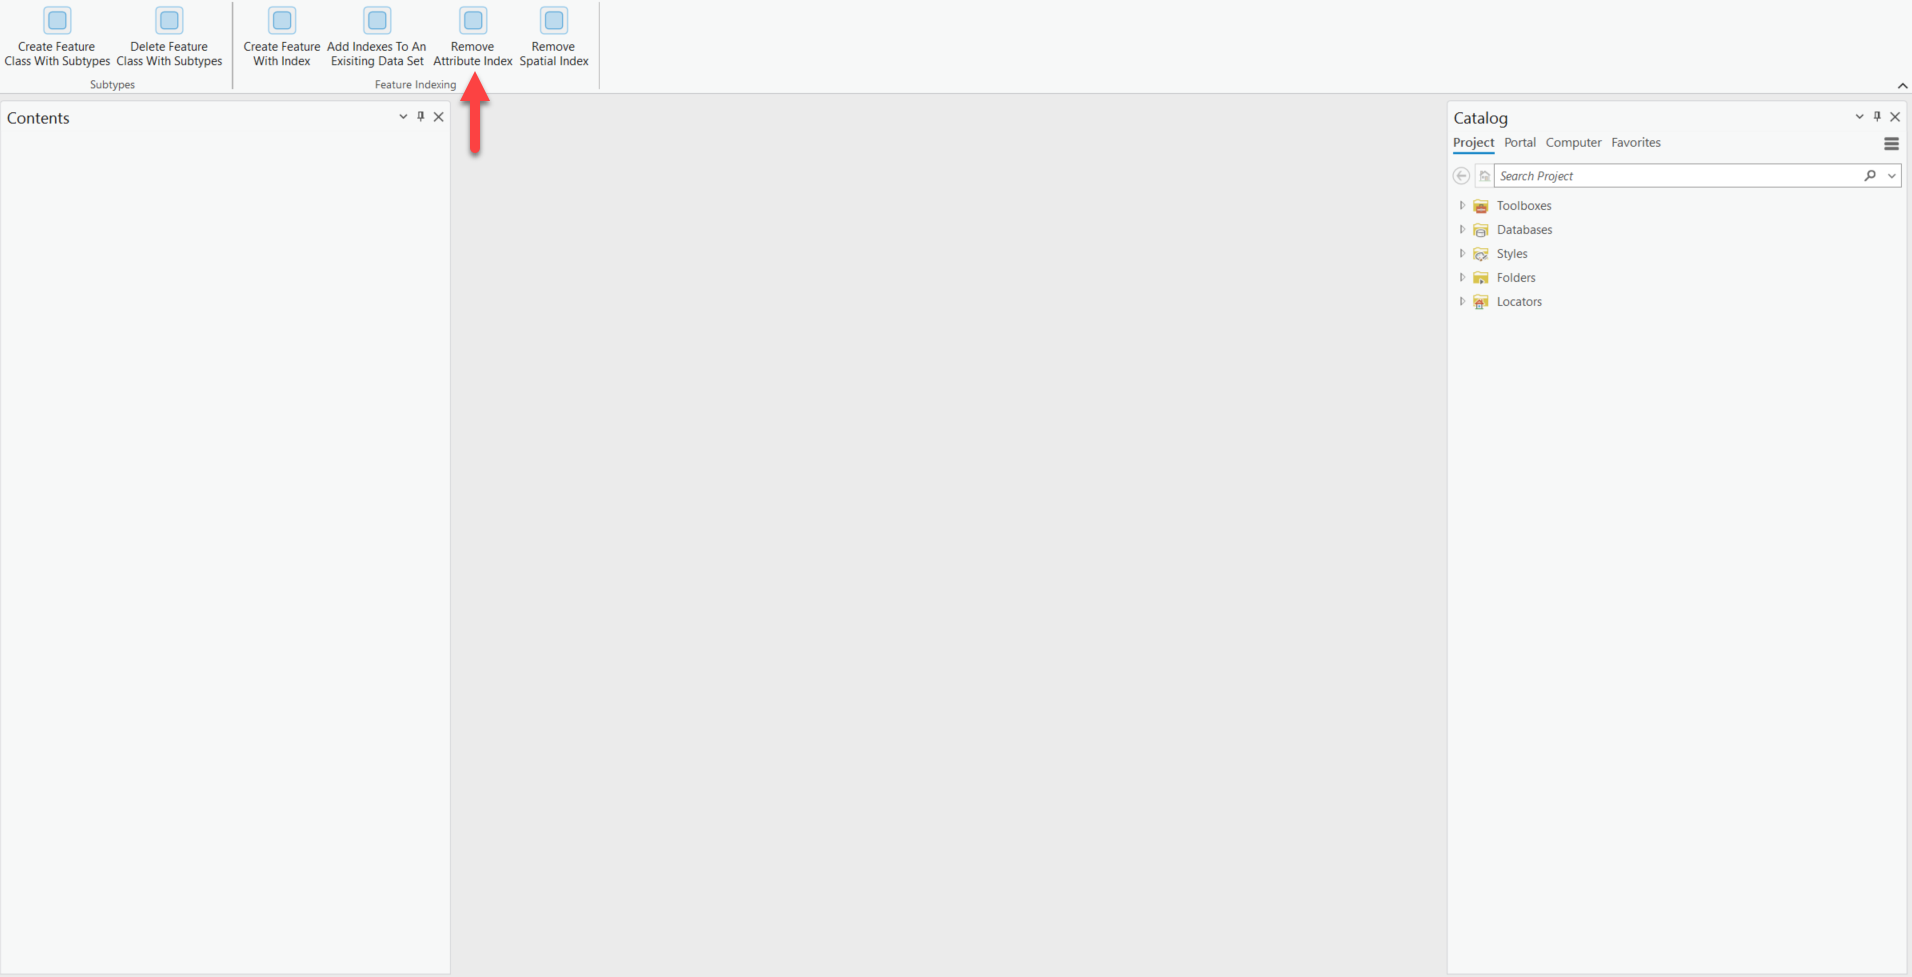 Create Feature
Class With Subtypes
Delete Feature
Class With Subtypes
Subtypes
Create Feature
With Index
Add Indexes To An
Exisiting Data Set
Remove
Attribute Index
Remove
Spatial Index
Feature Indexing
Contents
Catalog
Project Portal Computer Favorites
Search Project
Toolboxes
Databases
Styles
Folders
Locators